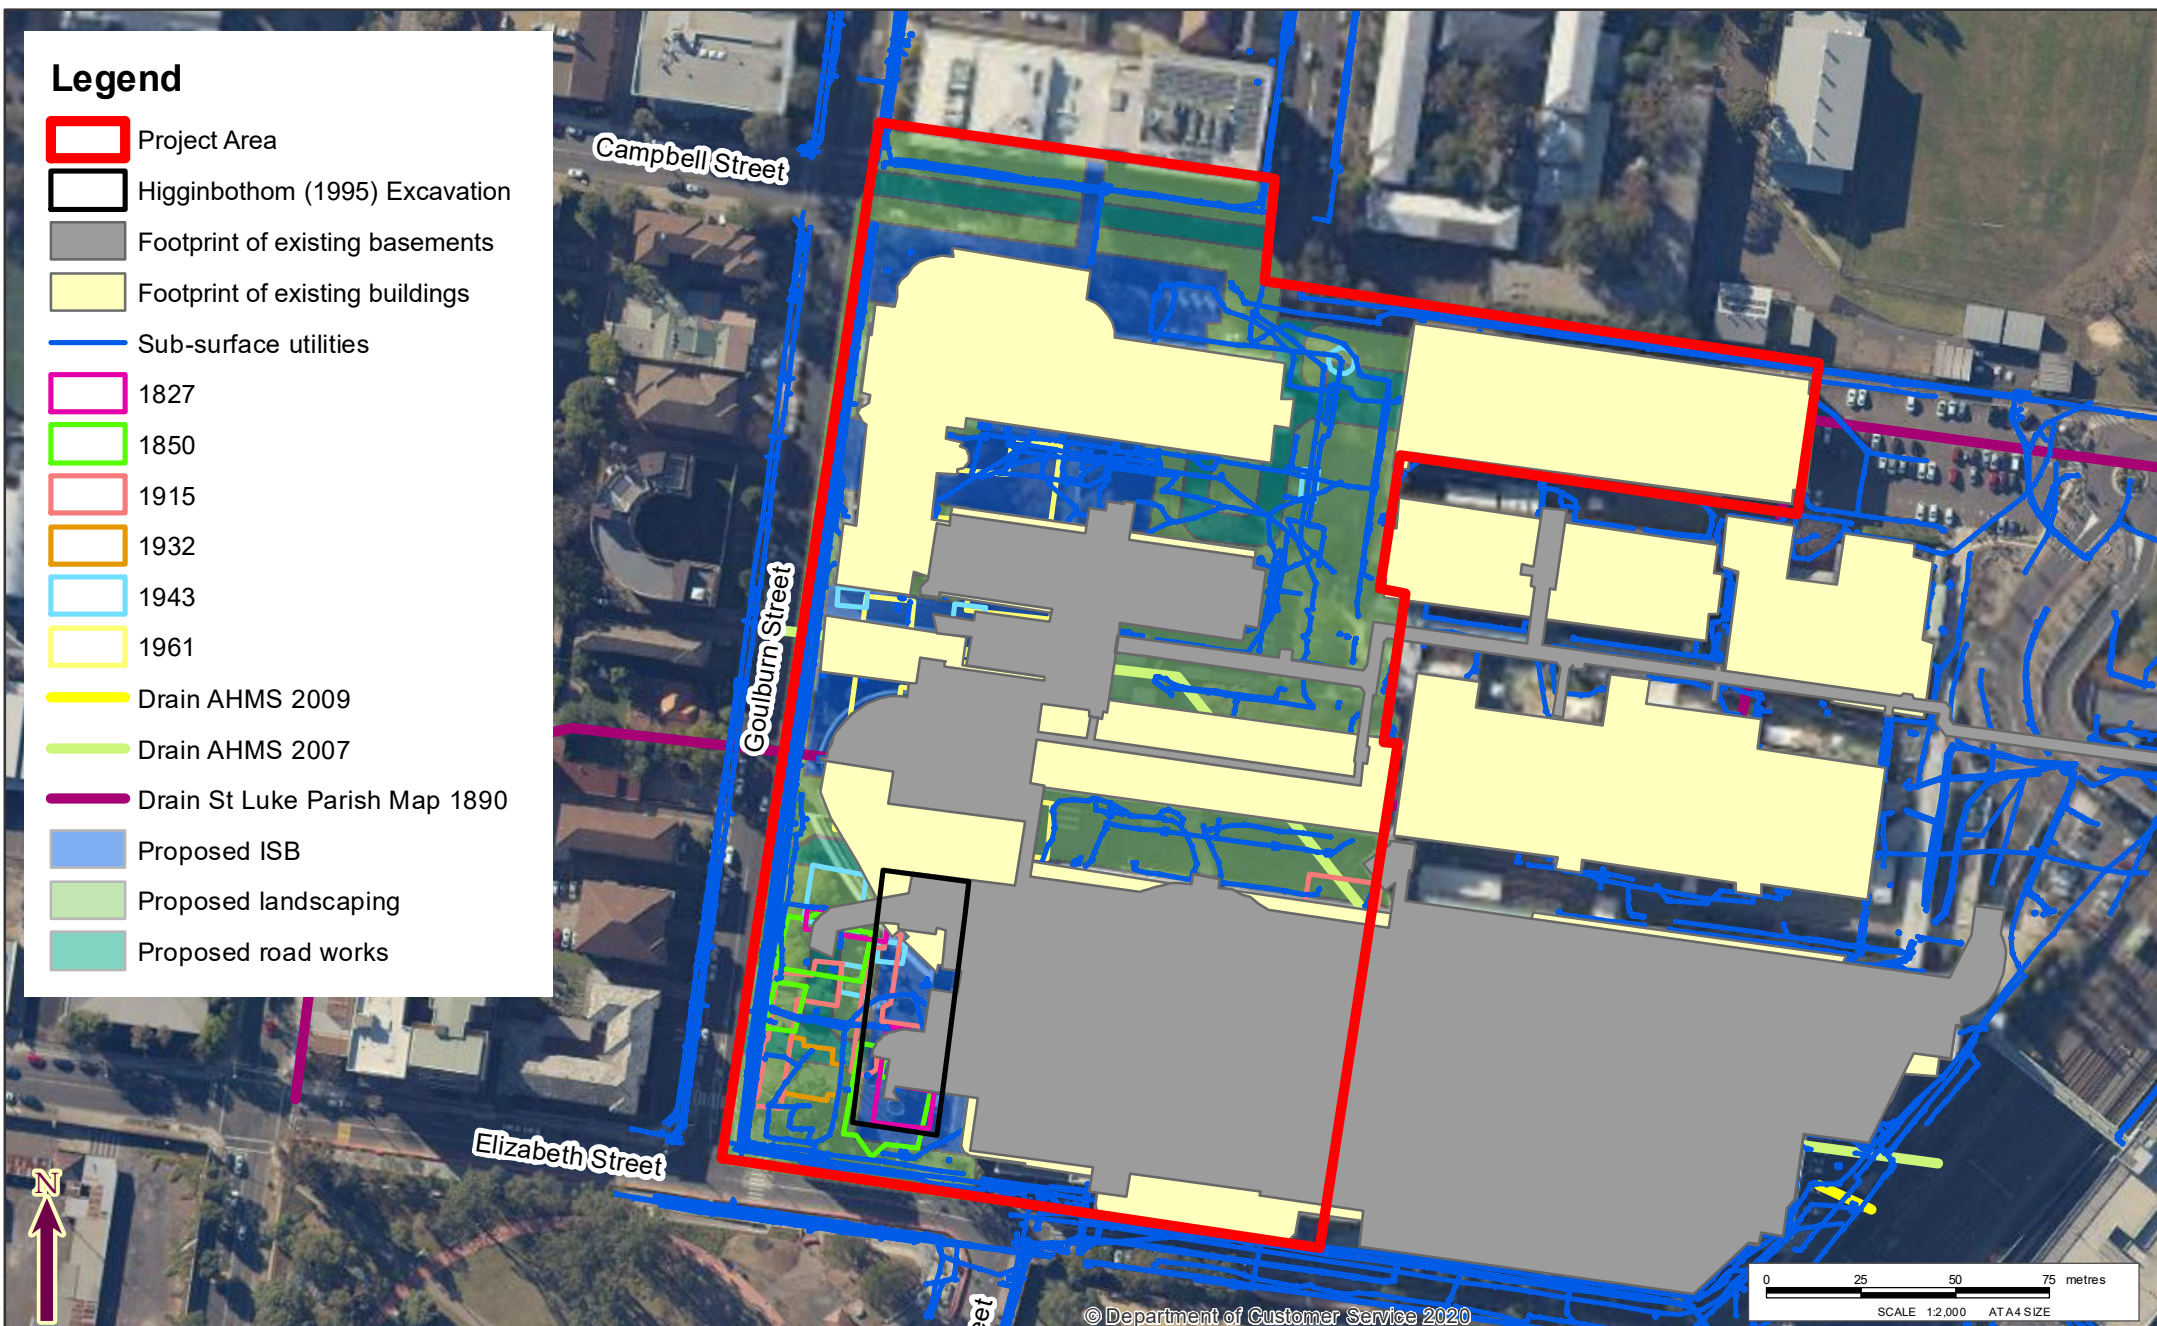 Legend
Project Area
Higginbothom (1995) Excavation
Footprint of existing basements
Footprint of existing buildings
Sub-surface utilities
1827
1850
1915
1932
1943
1961
Drain AHMS 2009
Drain AHMS 2007
Drain St Luke Parish Map 1890
Proposed ISB
Proposed landscaping
Proposed road works
Campbell Street
Goulburn Street
Elizabeth Street
eet
N
0 25 50 75 metres
SCALE 1:2,000 AT A4 SIZE
© Department of Customer Service 2020